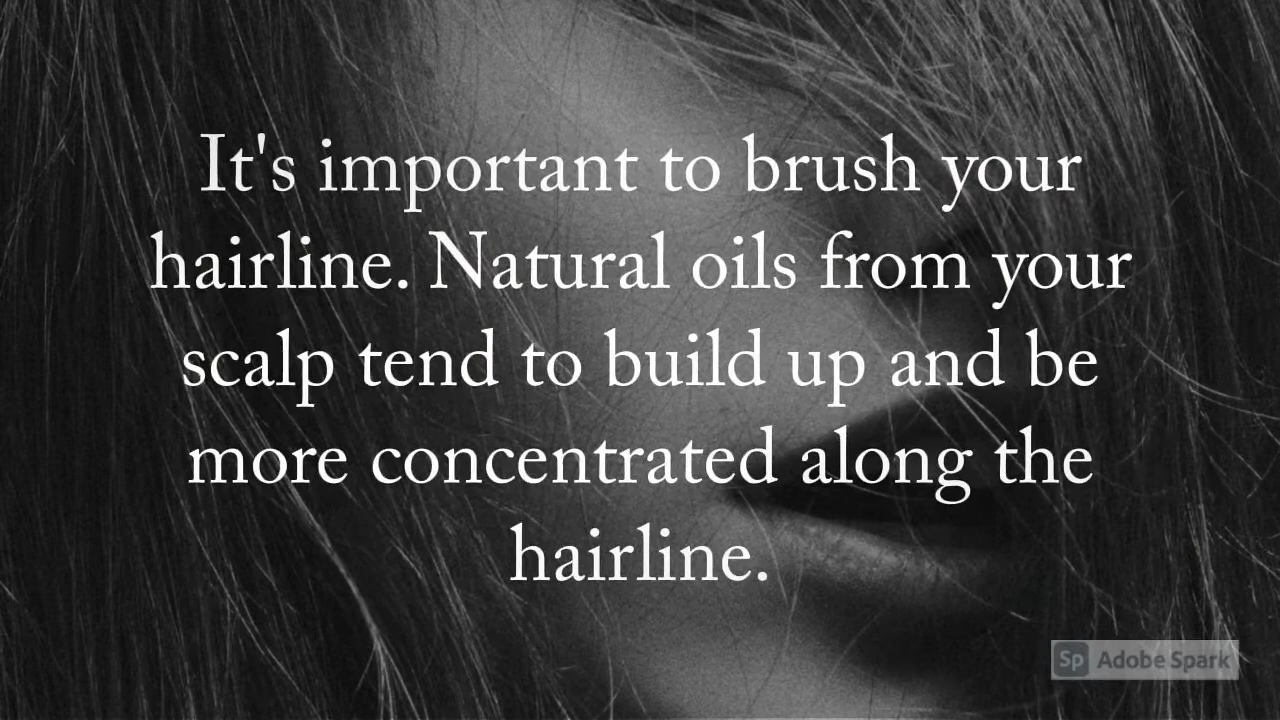 It's important to brush your
hairline. Natural oils from your
scalp tend to build up and be
more concentrated along the
hairline.
Sp Adobe Spark